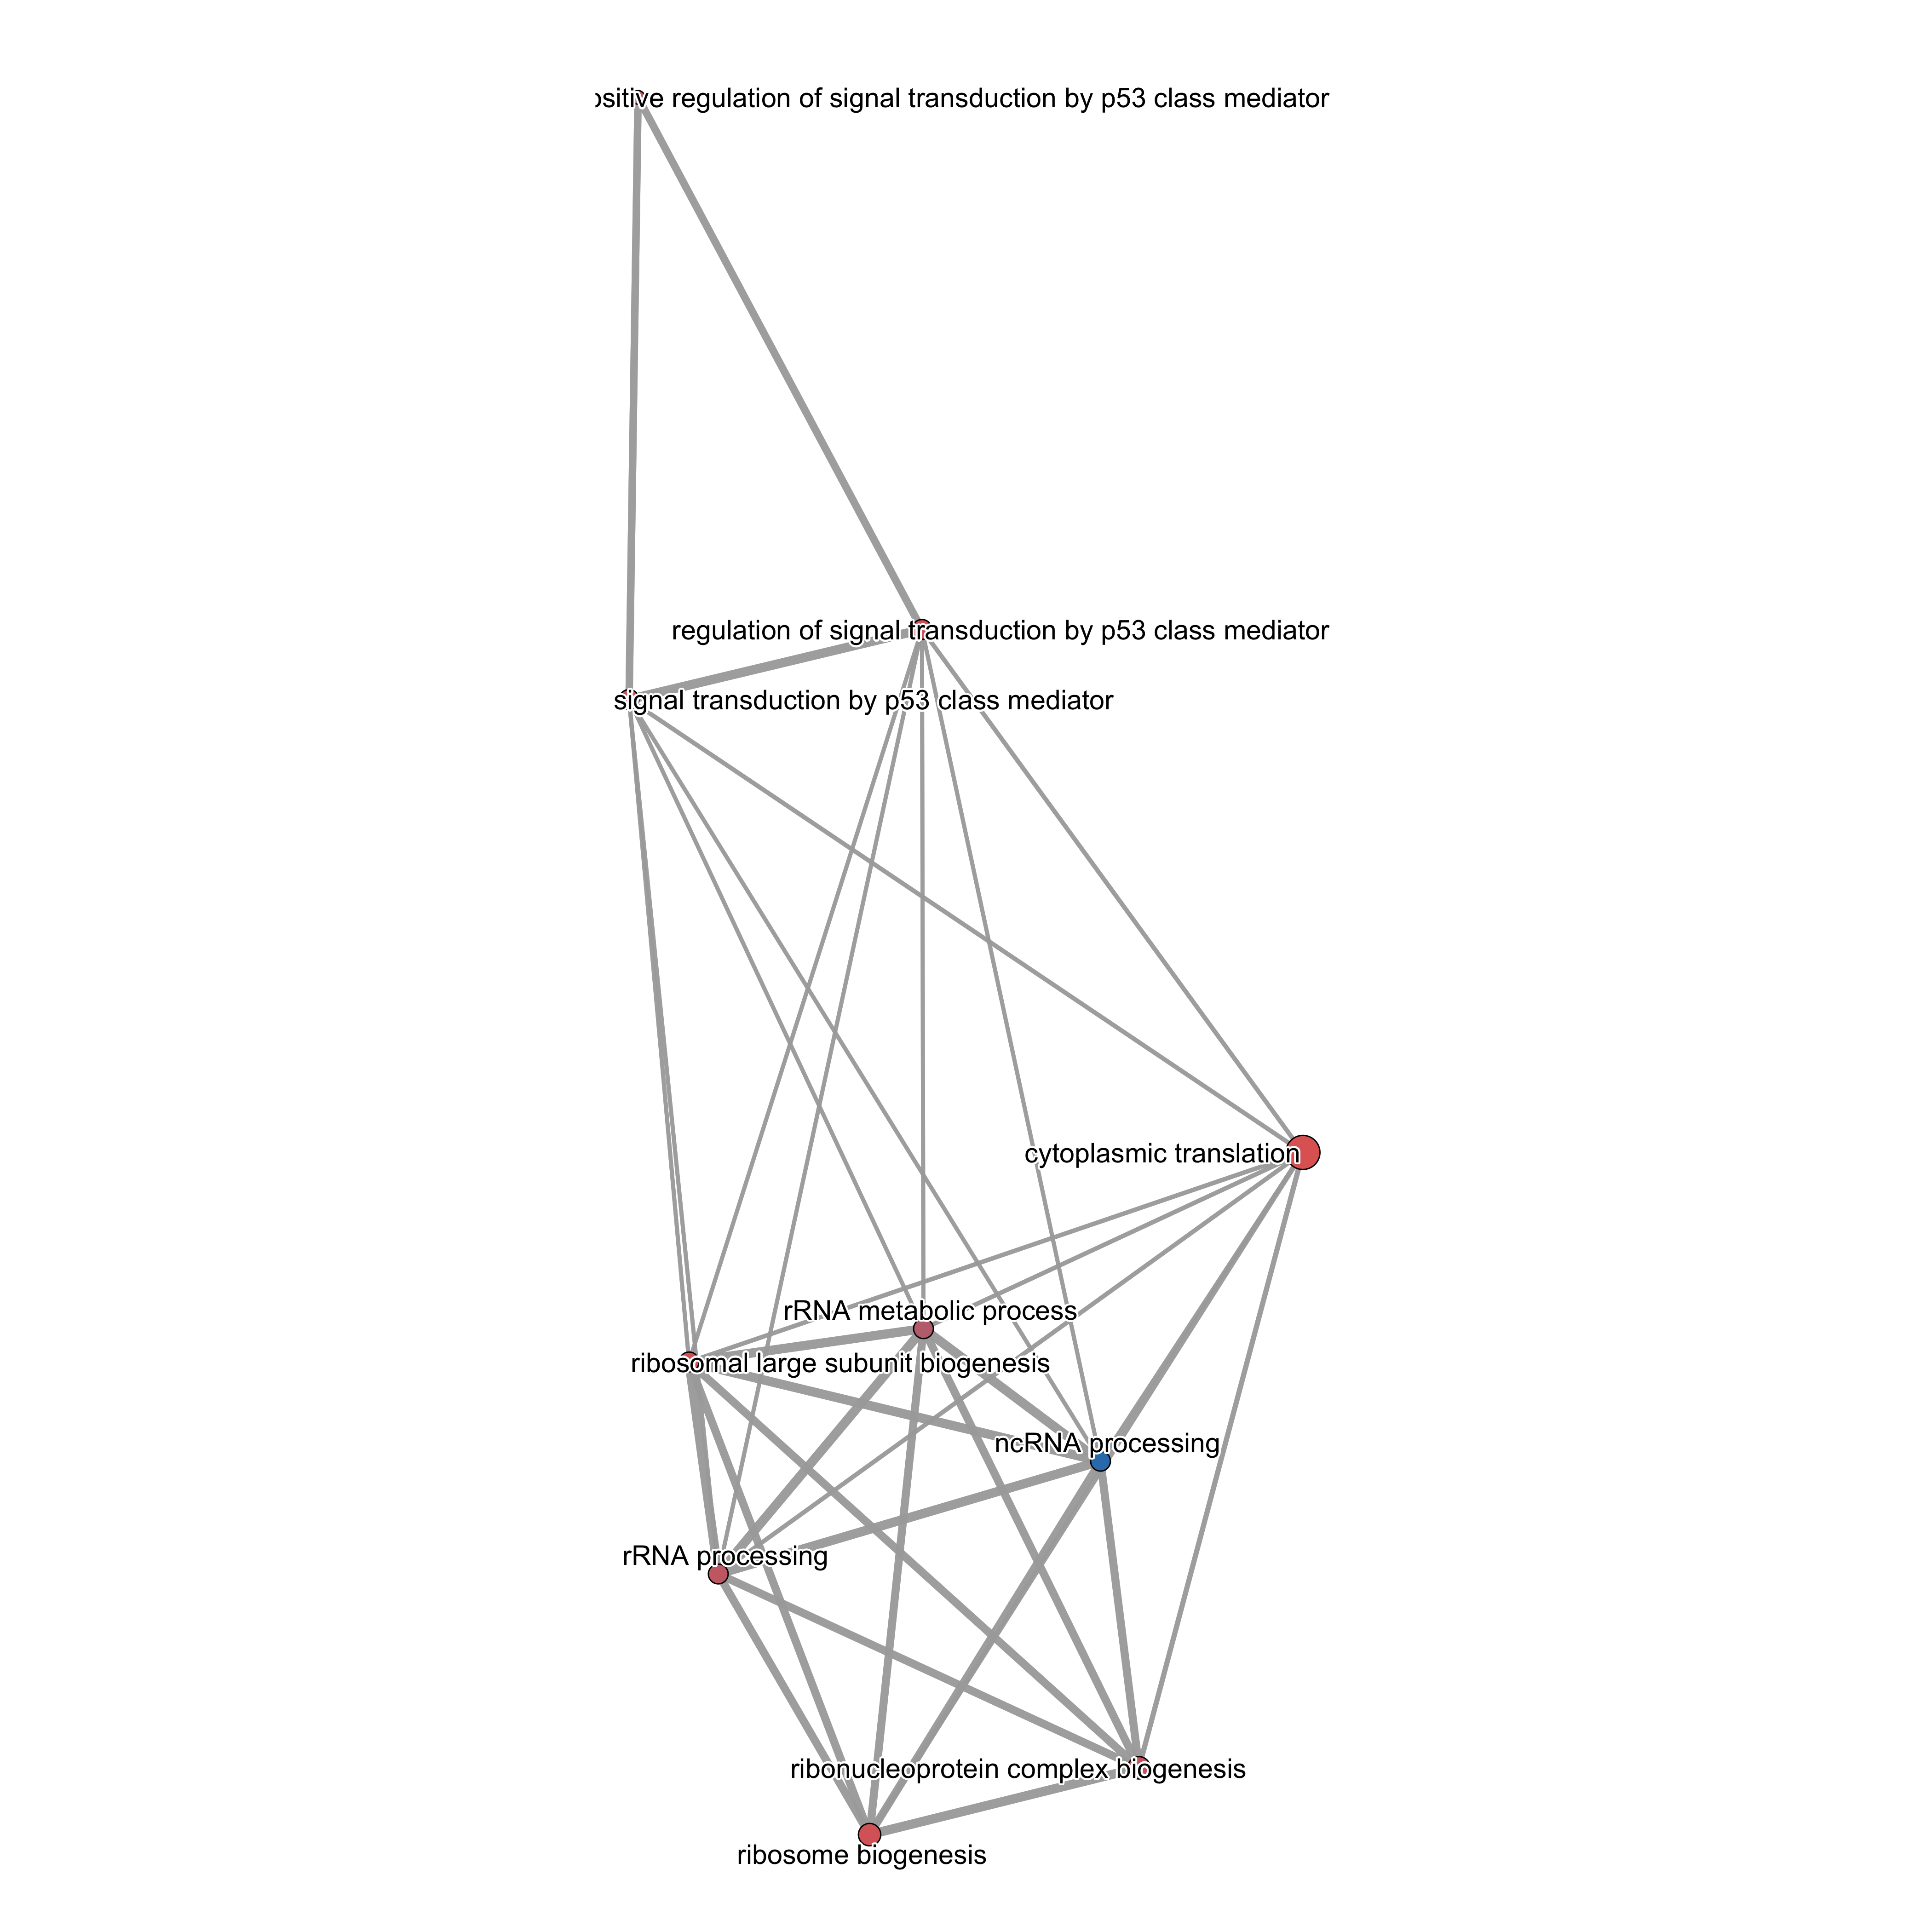 ositive regulation of signal transduction by p53 class mediator
regulation of signal transduction by p53 class mediator
signal transduction by p53 class mediator
cytoplasmic translation
rRNA metabolic process
ribosomal large subunit biogenesis
ncRNA processing
rRNA processing
ribonucleoprotein complex biogenesis
ribosome biogenesis